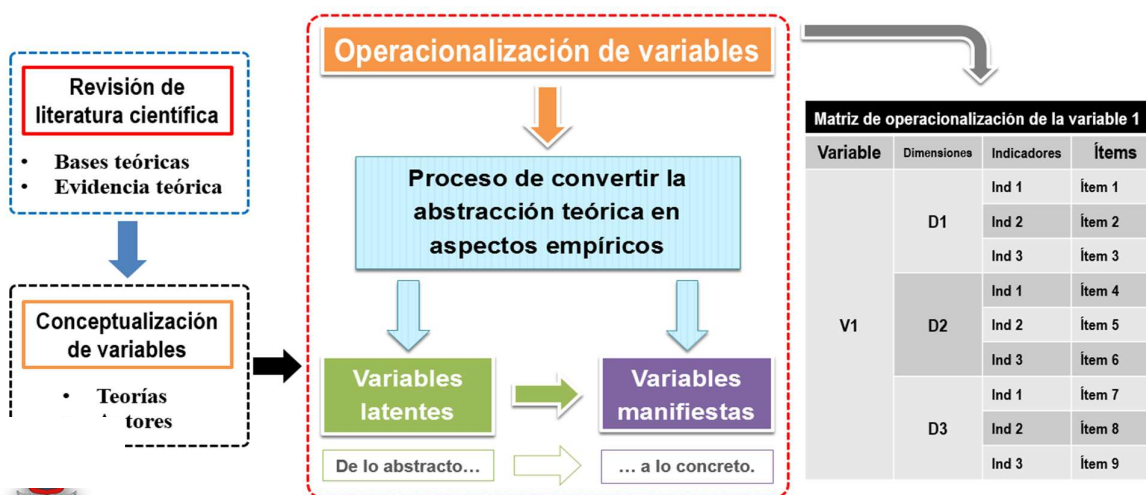 Revisión de
literatura científica
• Bases teóricas
• Evidencia teórica
Conceptualización
de variables
• Teorías
tores
Operacionalización de variables
Proceso de convertir la
abstracción teórica en
aspectos empíricos
Variables
latentes
Variables
manifiestas
De lo abstracto…
… a lo concreto.
Matriz de operacionalización de la variable 1
Variable Dimensiones Indicadores Ítems
V1
D1
Ind 1 Ítem 1
Ind 2 Ítem 2
Ind 3 Ítem 3
D2
Ind 1 Ítem 4
Ind 2 Ítem 5
Ind 3 Ítem 6
D3
Ind 1 Ítem 7
Ind 2 Ítem 8
Ind 3 Ítem 9